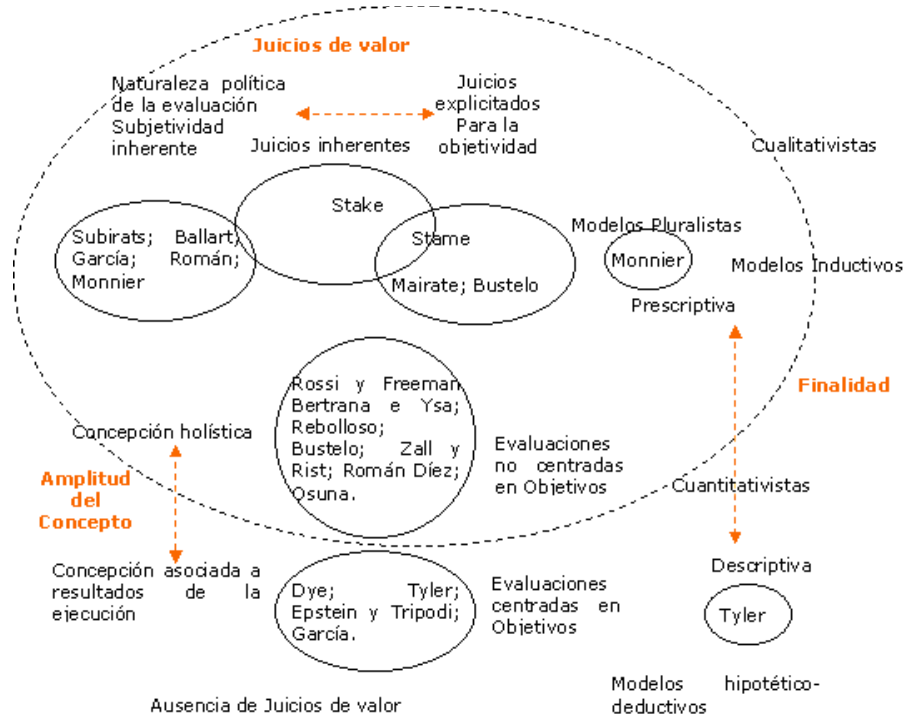 Juicios de valor
Naturaleza política
de la evaluación
Subjetividad
inherente
Juicios inherentes
Juicios
explicitados
Para la
objetividad
Cualitativistas
Stake
Stame
Subirats; Ballart;
García; Román;
Monnier
Mairate; Bustelo
Modelos Pluralistas
Monnier
Modelos Inductivos
Prescriptiva
Finalidad
Rossi y Freeman
Bertrana e Ysa;
Rebolloso;
Bustelo; Zall y
Rist; Román Díez;
Osuna.
Concepción holística
Evaluaciones
no centradas
en Objetivos
Amplitud
del
Concepto
Cuantitativistas
Concepción asociada a
resultados de la
ejecución
Descriptiva
Dye; Tyler;
Epstein y Tripodi;
García.
Evaluaciones
centradas en
Objetivos
Tyler
Modelos hipotético-
deductivos
Ausencia de Juicios de valor